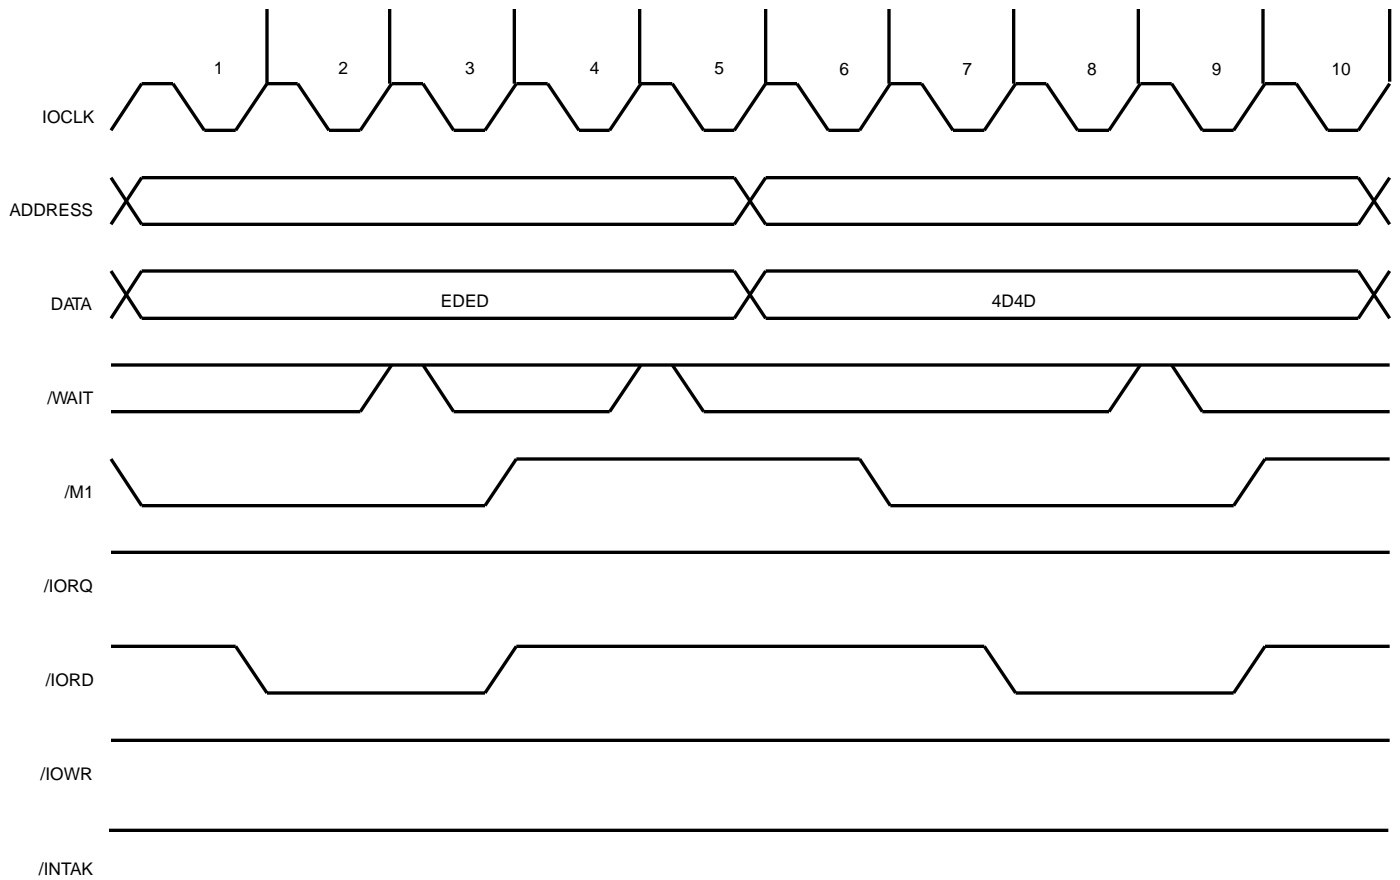 1 2 3 4 5 6 7 8 9 10
IOCLK
ADDRESS
DATA EDED 4D4D
/WAIT
/M1
/IORQ
/IORD
/IOWR
/INTAK